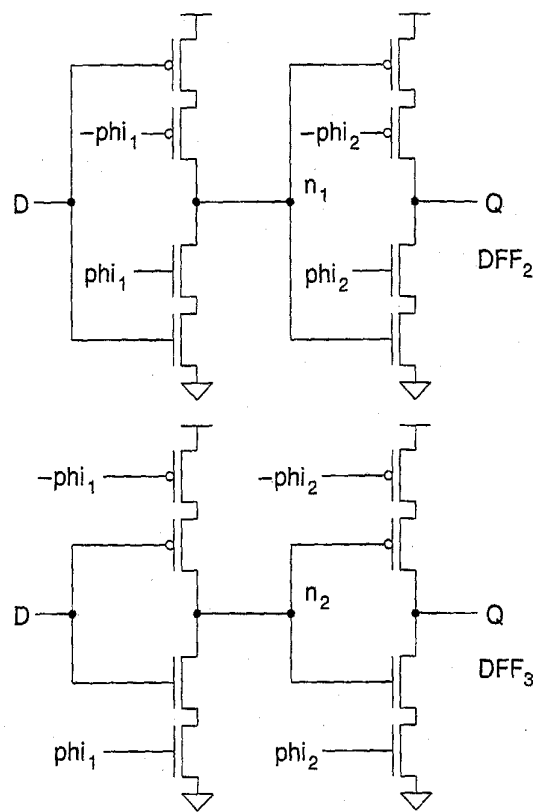 -phi₁
-phi₂
D
n₁
Q
phi₁
phi₂
DFF₂
-phi₁
-phi₂
D
n₂
Q
DFF₃
phi₁
phi₂